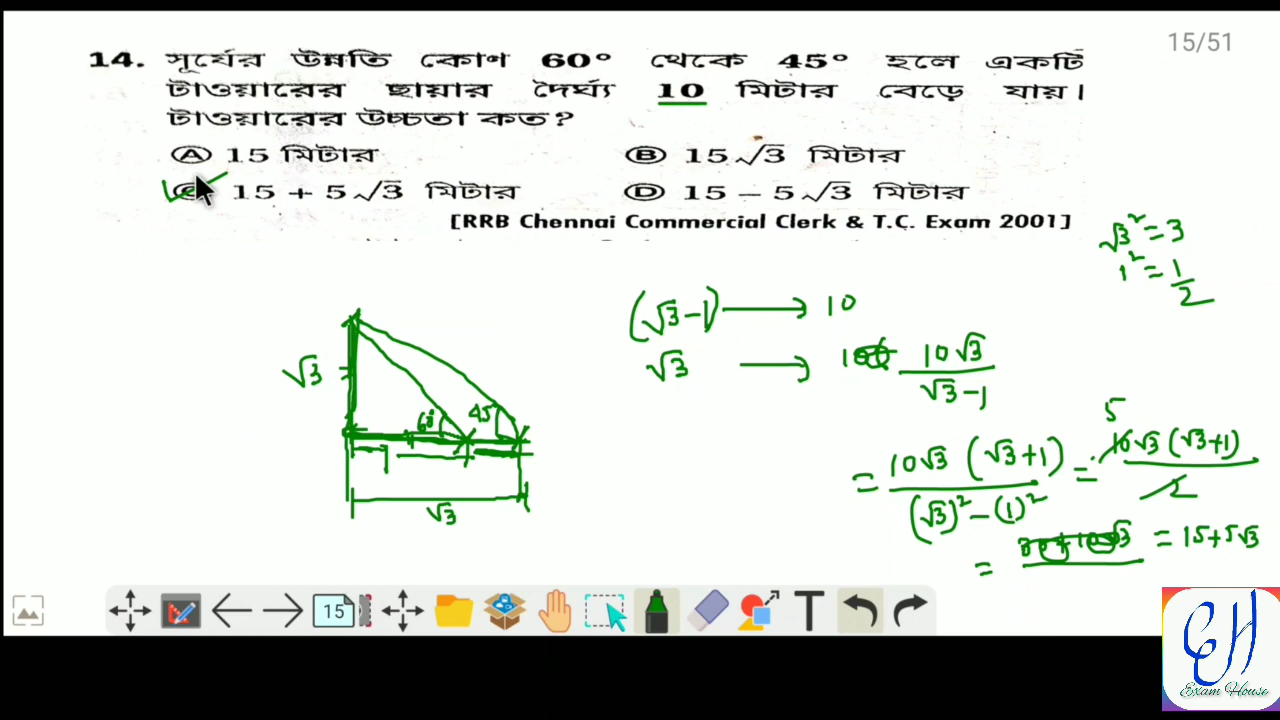 15/51
14. সূর্যের উন্নতি কোণ 60° থেকে 45° হলে একটি
টাওয়ারের ছায়ার দৈর্ঘ্য 10 মিটার বেড়ে যায়।
টাওয়ারের উচ্চতা কত?
Ⓐ 15 মিটার Ⓑ 15√3 মিটার
15 + 5√3 মিটার Ⓓ 15 − 5√3 মিটার
[RRB Chennai Commercial Clerk & T.C. Exam 2001]
√3² = 3
1² = 1
2
(√3-1) → 10
√3 → 10√3 / √3-1
√3
60° 45°
√3
= 10√3 (√3+1) / (√3)² - (1)² = 5 10√3 (√3+1) / 2
= = 15+5√3
15
T
CH
Exam House